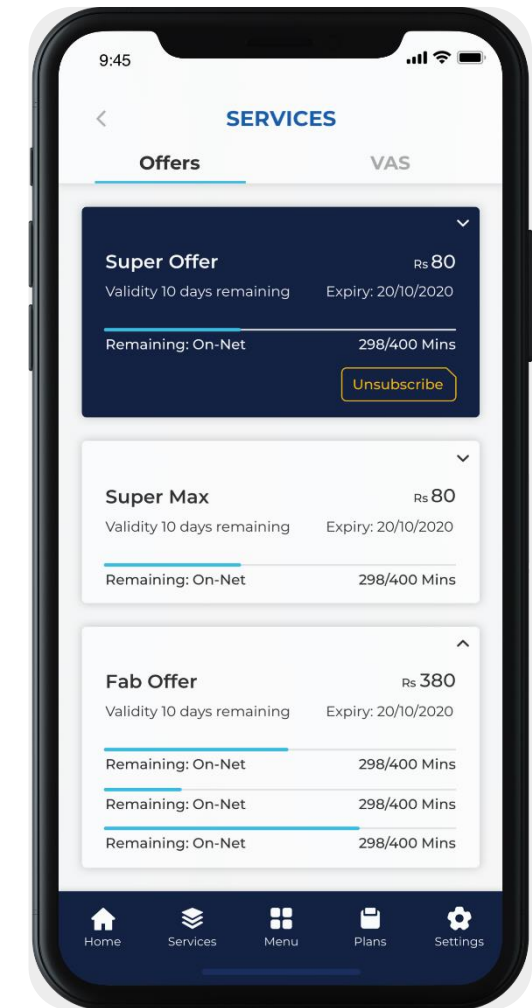 9:45
SERVICES
Offers VAS
Super Offer Rs 80
Validity 10 days remaining Expiry: 20/10/2020
Remaining: On-Net 298/400 Mins
Unsubscribe
Super Max Rs 80
Validity 10 days remaining Expiry: 20/10/2020
Remaining: On-Net 298/400 Mins
Fab Offer Rs 380
Validity 10 days remaining Expiry: 20/10/2020
Remaining: On-Net 298/400 Mins
Remaining: On-Net 298/400 Mins
Remaining: On-Net 298/400 Mins
Home Services Menu Plans Settings